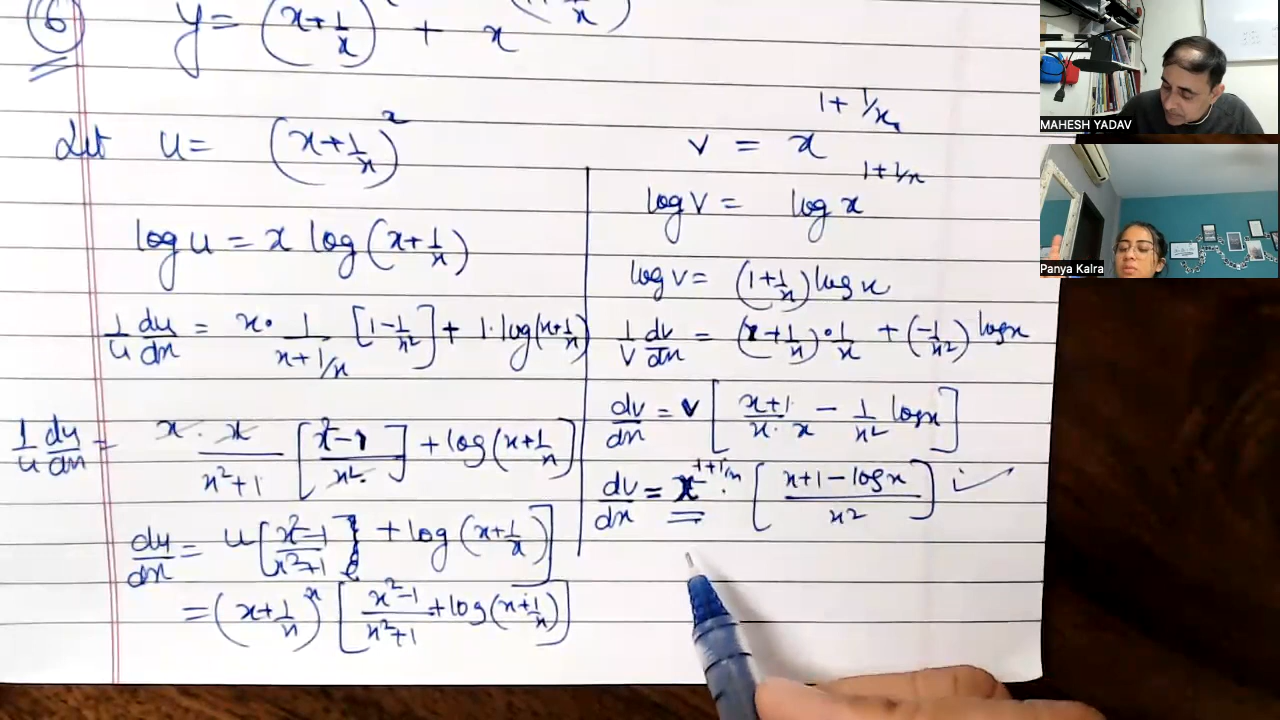 6 y = (x + 1/x)^x + x^(1+1/x)
Let u = (x + 1/x)^x
log u = x log (x + 1/x)
1/u du/dx = x · 1/(x + 1/x) [1 - 1/x²] + 1 · log (x + 1/x)
1/u du/dx = x · x/(x² + 1) [(x² - 1)/x²] + log (x + 1/x)
du/dx = u [(x² - 1)/(x² + 1) + log (x + 1/x)]
= (x + 1/x)^x [(x² - 1)/(x² + 1) + log (x + 1/x)]
v = x^(1 + 1/x)
log v = log x^(1 + 1/x)
log v = (1 + 1/x) log x
1/v dv/dx = (1 + 1/x) · 1/x + (-1/x²) log x
dv/dx = v [(x + 1)/(x · x) - 1/x² log x]
dv/dx = x^(1 + 1/x) · [(x + 1 - log x)/x²] i
MAHESH YADAV
Panya Kalra